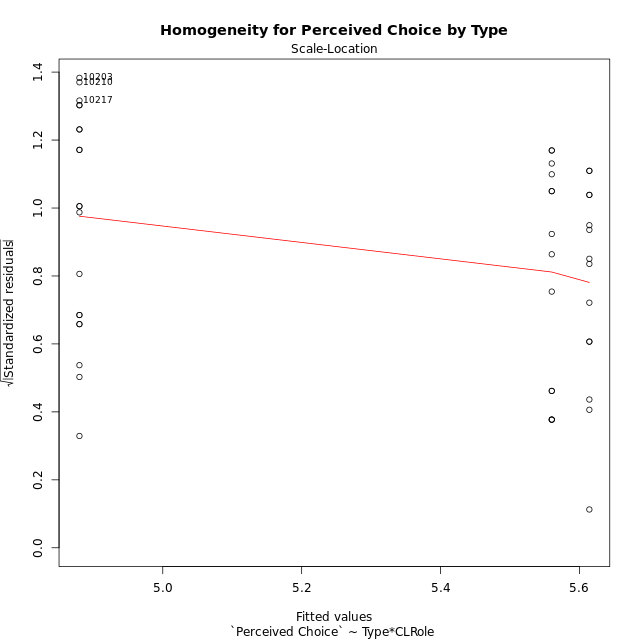 Homogeneity for Perceived Choice by Type
Scale-Location
10203
10210
10217
1.4
1.2
1.0
0.8
0.6
0.4
0.2
0.0
√|Standardized residuals|
5.0 5.2 5.4 5.6
Fitted values
`Perceived Choice` ~ Type*CLRole